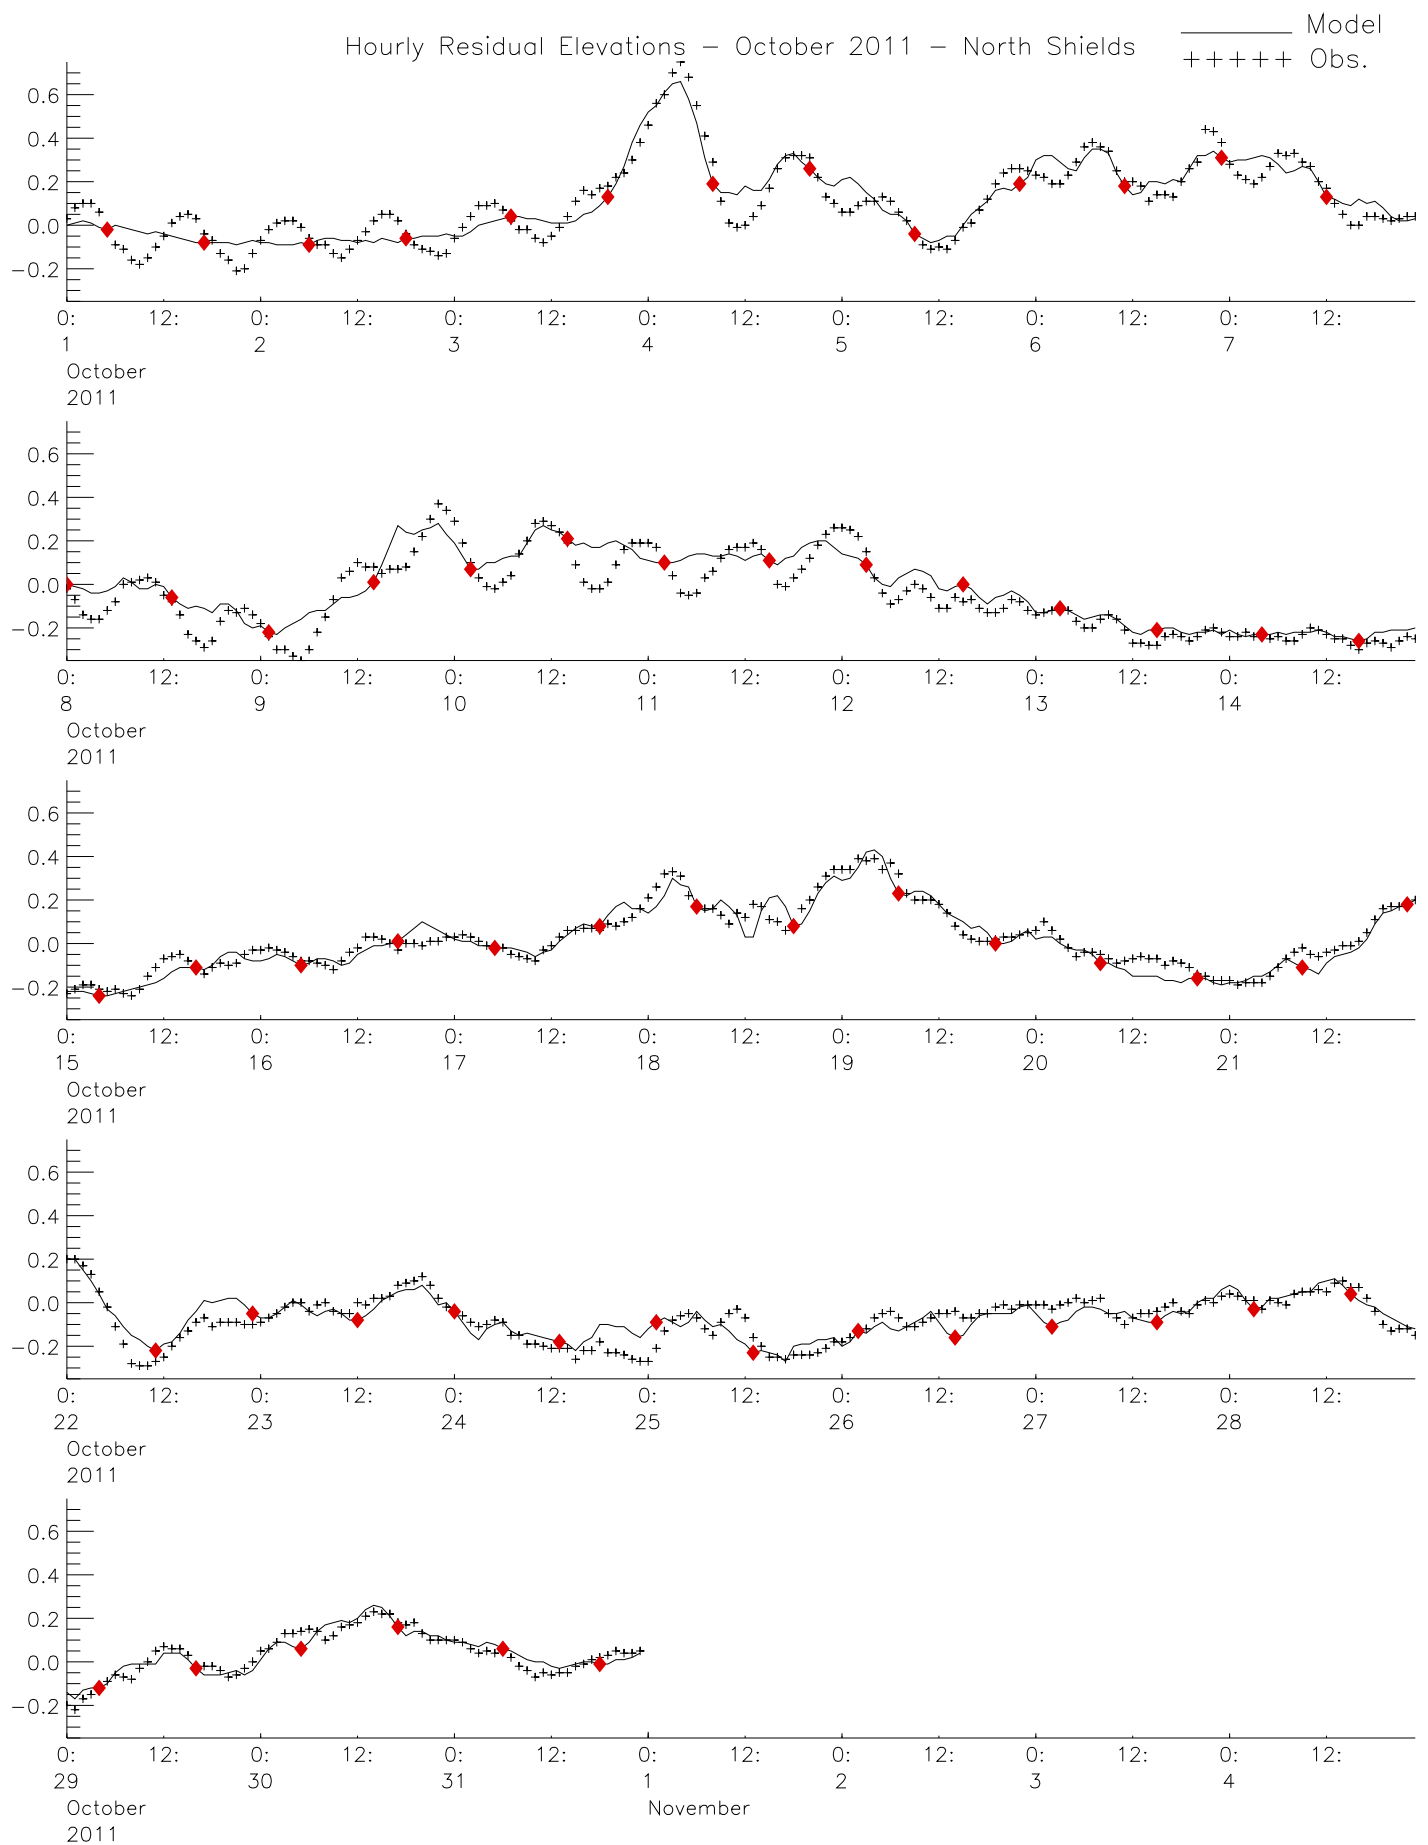 Hourly Residual Elevations – October 2011 – North Shields
Model
+++++ Obs.
0.6
0.4
0.2
0.0
−0.2
0: 12: 0: 12: 0: 12: 0: 12: 0: 12: 0: 12: 0: 12:
1 2 3 4 5 6 7
October
2011
0.6
0.4
0.2
0.0
−0.2
0: 12: 0: 12: 0: 12: 0: 12: 0: 12: 0: 12: 0: 12:
8 9 10 11 12 13 14
October
2011
0.6
0.4
0.2
0.0
−0.2
0: 12: 0: 12: 0: 12: 0: 12: 0: 12: 0: 12: 0: 12:
15 16 17 18 19 20 21
October
2011
0.6
0.4
0.2
0.0
−0.2
0: 12: 0: 12: 0: 12: 0: 12: 0: 12: 0: 12: 0: 12:
22 23 24 25 26 27 28
October
2011
0.6
0.4
0.2
0.0
−0.2
0: 12: 0: 12: 0: 12: 0: 12: 0: 12: 0: 12: 0: 12:
29 30 31 1 2 3 4
October November
2011